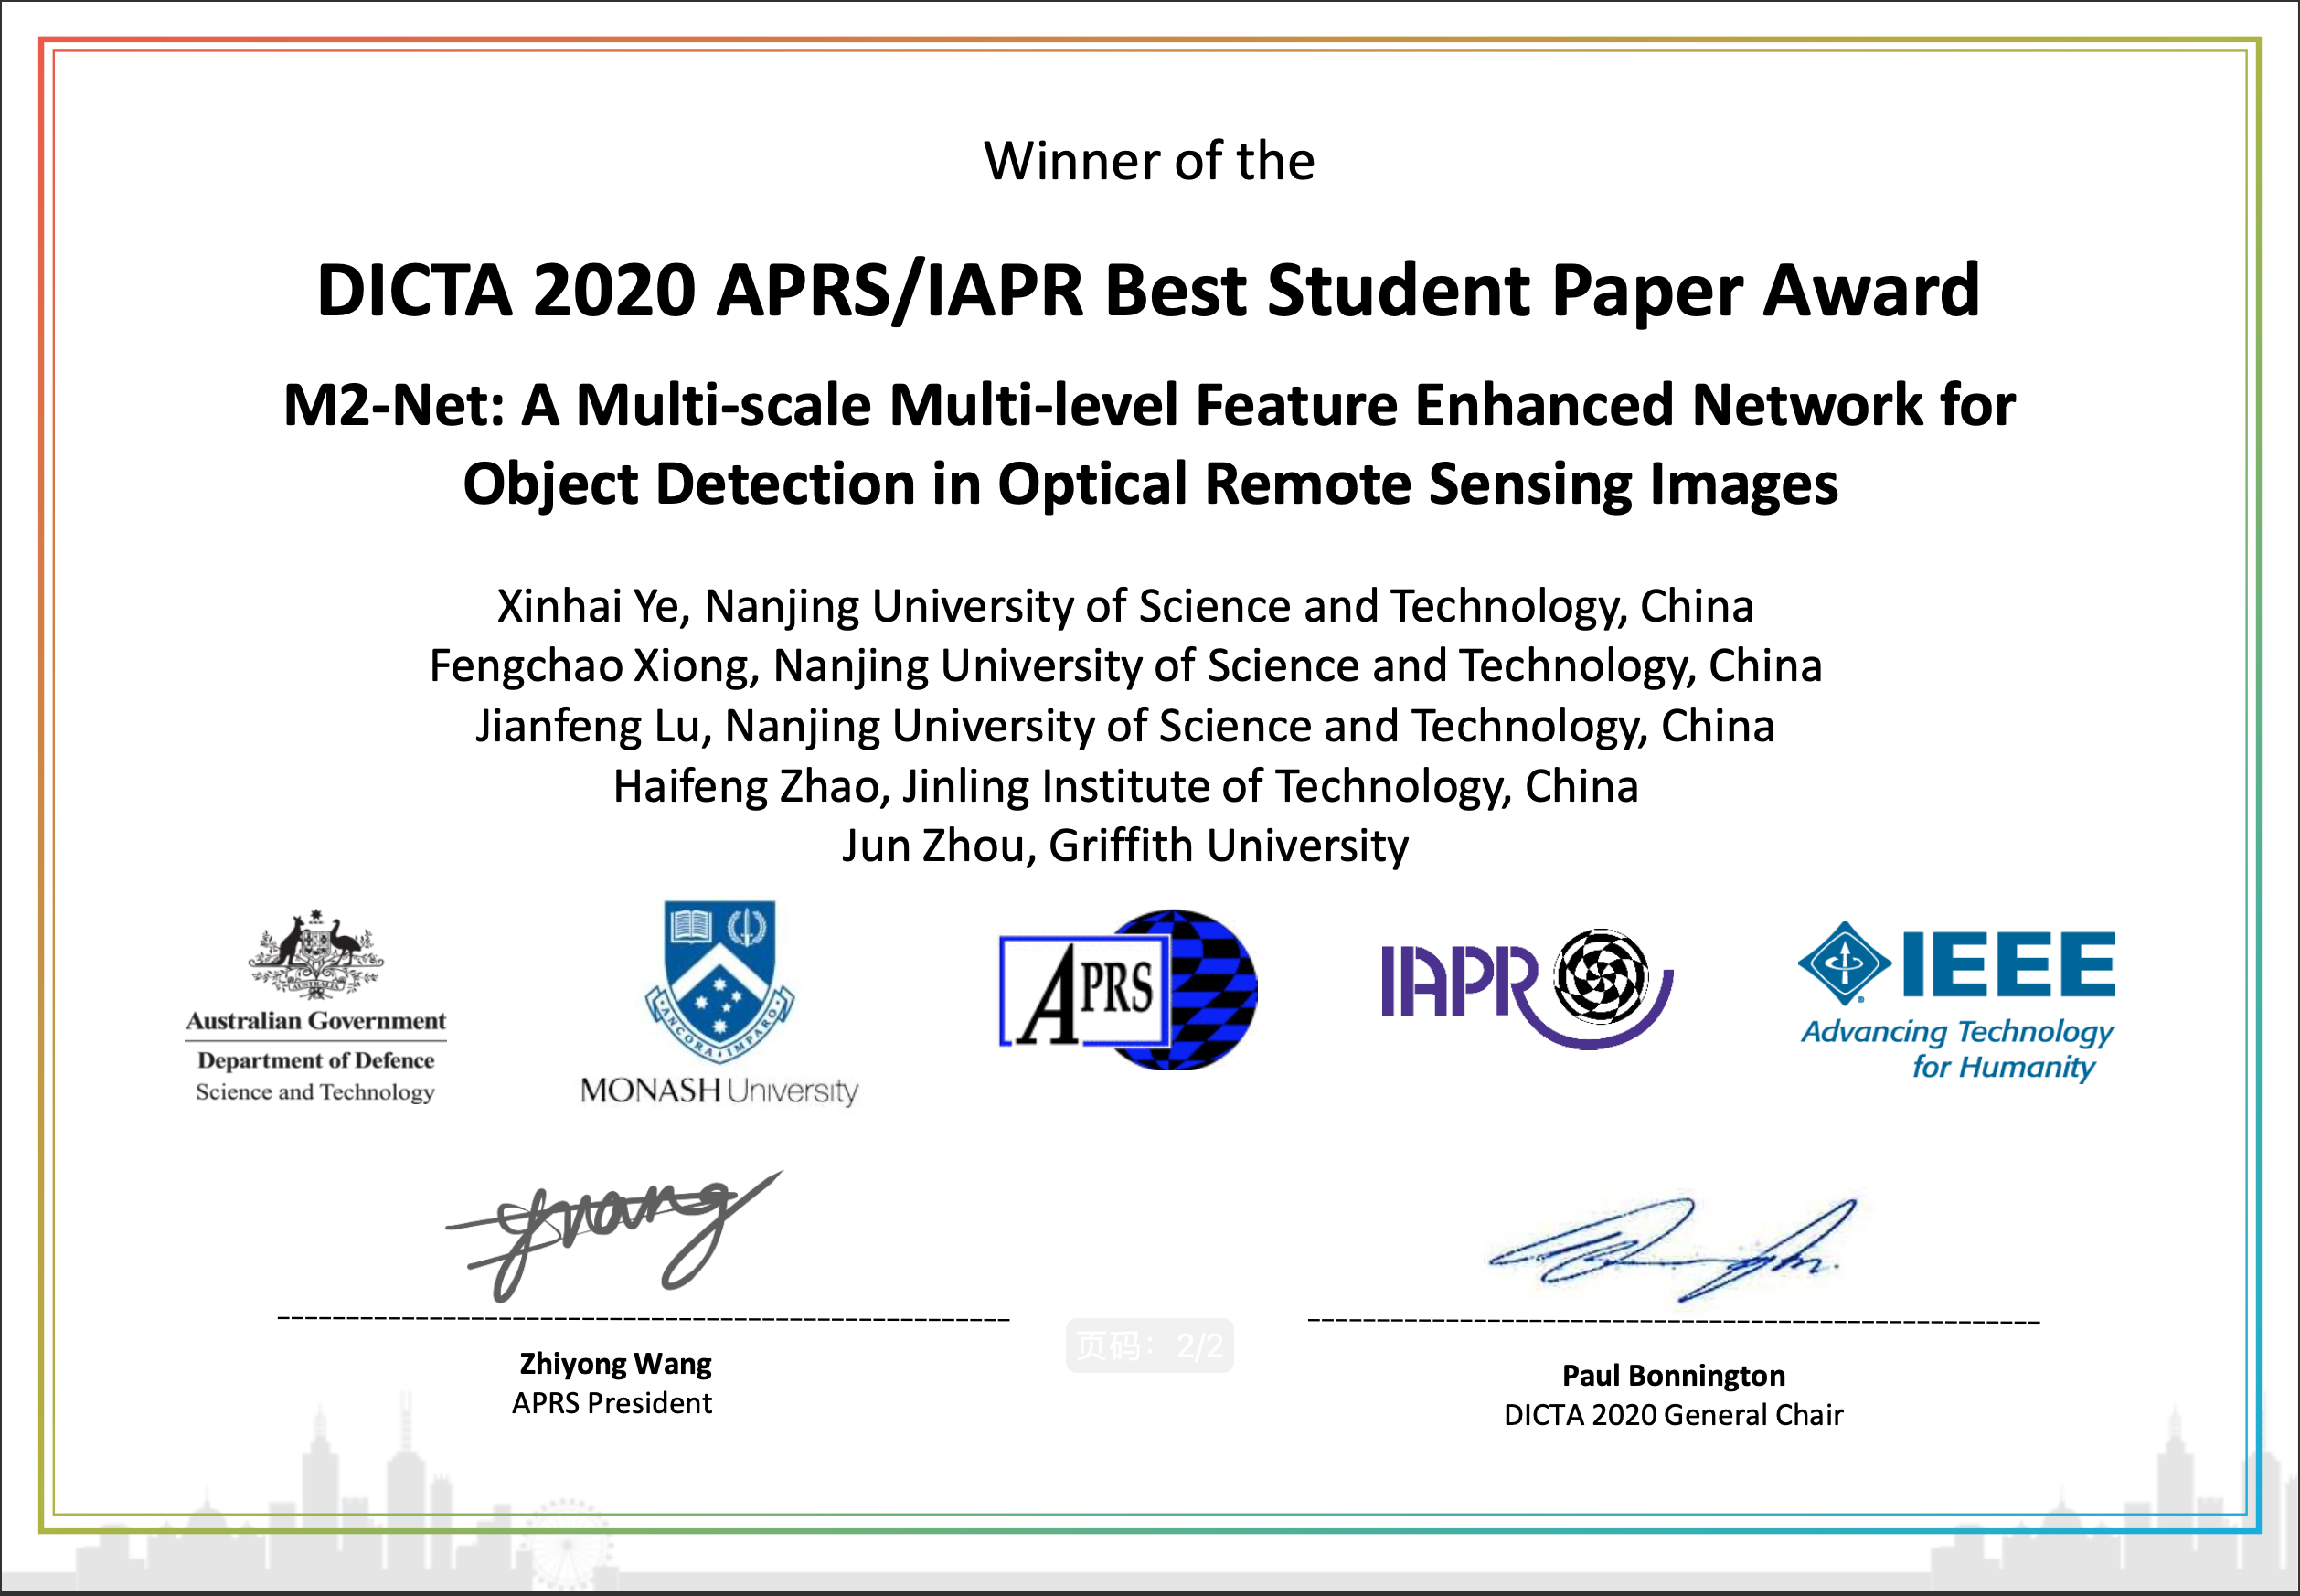 Winner of the
DICTA 2020 APRS/IAPR Best Student Paper Award
M2-Net: A Multi-scale Multi-level Feature Enhanced Network for
Object Detection in Optical Remote Sensing Images
Xinhai Ye, Nanjing University of Science and Technology, China
Fengchao Xiong, Nanjing University of Science and Technology, China
Jianfeng Lu, Nanjing University of Science and Technology, China
Haifeng Zhao, Jinling Institute of Technology, China
Jun Zhou, Griffith University
AUSTRALIA
Australian Government
Department of Defence
Science and Technology
ANCORA IMPARO
MONASH University
APRS
IAPR
IEEE
Advancing Technology
for Humanity
Zhiyong Wang
APRS President
页码: 2/2
Paul Bonnington
DICTA 2020 General Chair